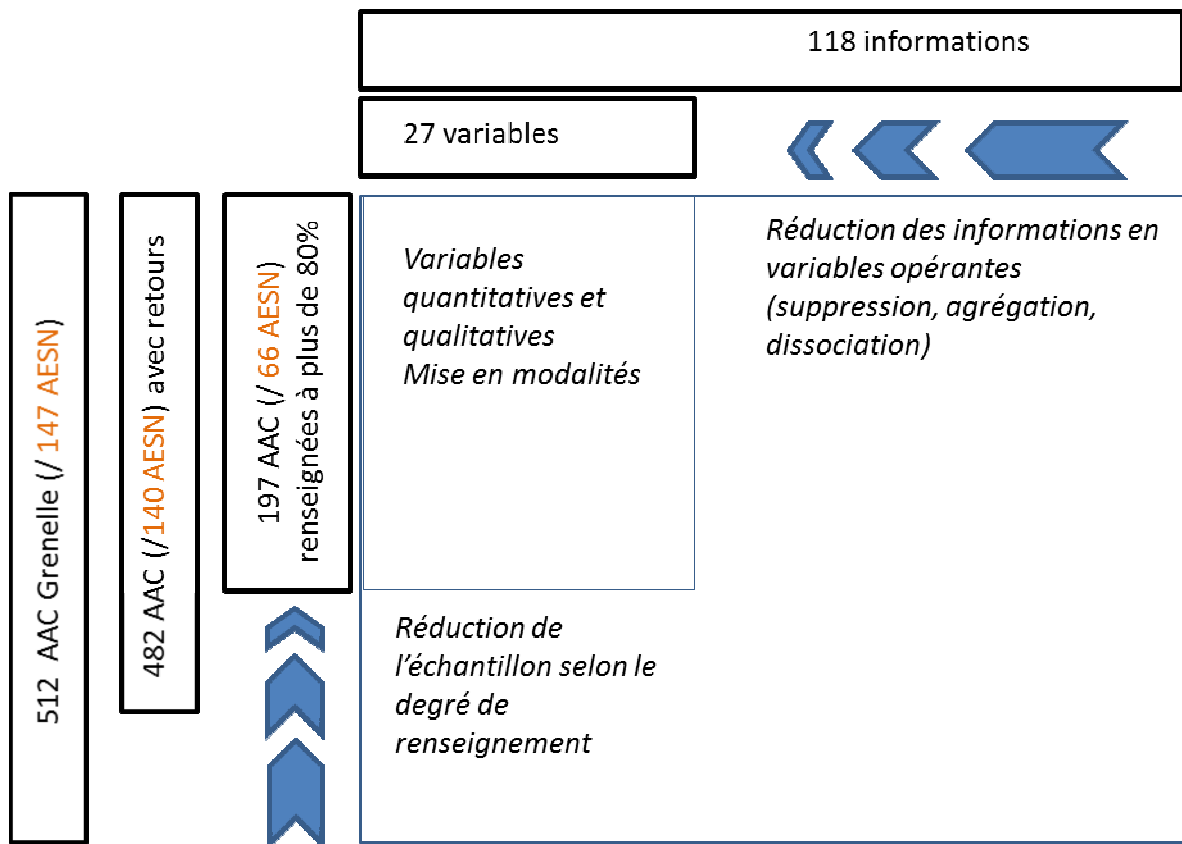 118 informations
27 variables
512 AAC Grenelle (/ 147 AESN)
482 AAC (/140 AESN) avec retours
197 AAC (/ 66 AESN)
renseignées à plus de 80%
Variables
quantitatives et
qualitatives
Mise en modalités
Réduction des informations en
variables opérantes
(suppression, agrégation,
dissociation)
Réduction de
l’échantillon selon le
degré de
renseignement